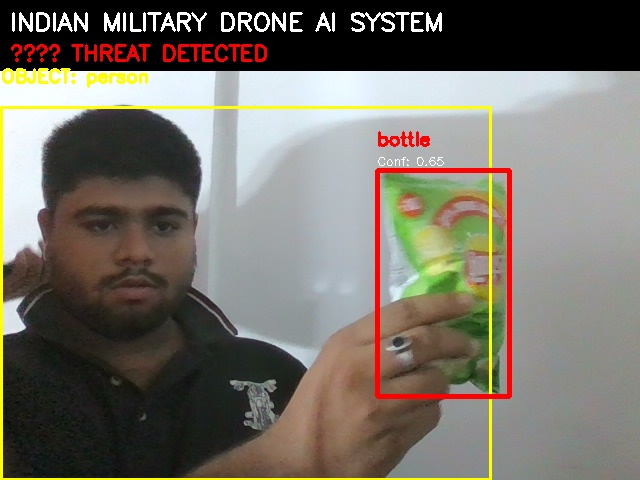 INDIAN MILITARY DRONE AI SYSTEM
???? THREAT DETECTED
OBJECT: person
bottle
Conf: 0.65